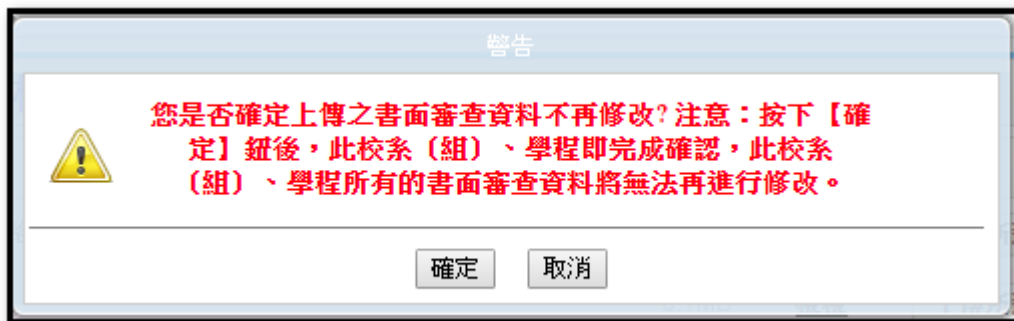 警告
您是否確定上傳之書面審查資料不再修改?注意：按下【確
定】鈕後，此校系（組）、學程即完成確認，此校系
（組）、學程所有的書面審查資料將無法再進行修改。
確定 取消